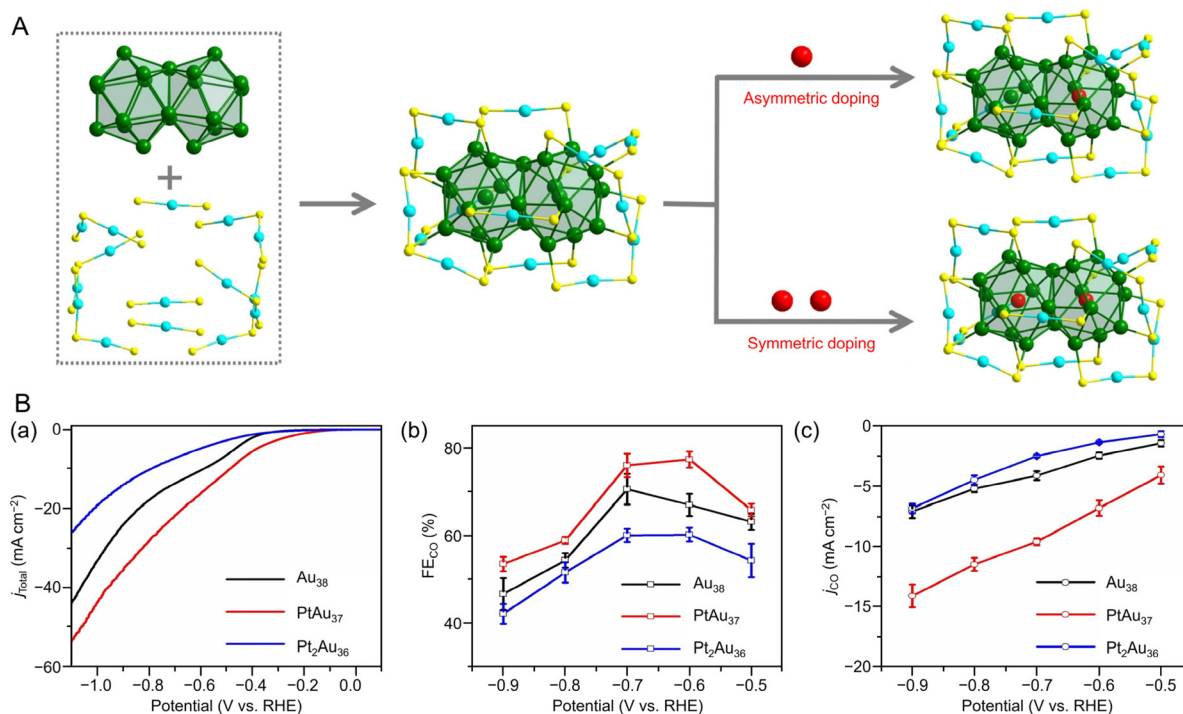 A
+
Asymmetric doping
Symmetric doping
B
(a)
0
−20
−40
−60
j_Total (mA cm⁻²)
Au₃₈
PtAu₃₇
Pt₂Au₃₆
−1.0 −0.8 −0.6 −0.4 −0.2 0.0
Potential (V vs. RHE)
(b)
80
60
40
FE_CO (%)
Au₃₈
PtAu₃₇
Pt₂Au₃₆
−0.9 −0.8 −0.7 −0.6 −0.5
Potential (V vs. RHE)
(c)
0
−5
−10
−15
−20
j_CO (mA cm⁻²)
Au₃₈
PtAu₃₇
Pt₂Au₃₆
−0.9 −0.8 −0.7 −0.6 −0.5
Potential (V vs. RHE)